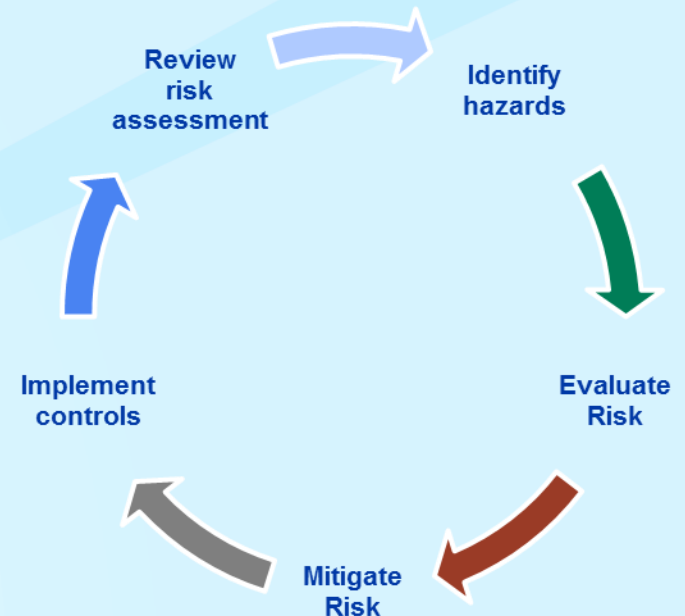 Review
risk
assessment
Identify
hazards
Evaluate
Risk
Mitigate
Risk
Implement
controls